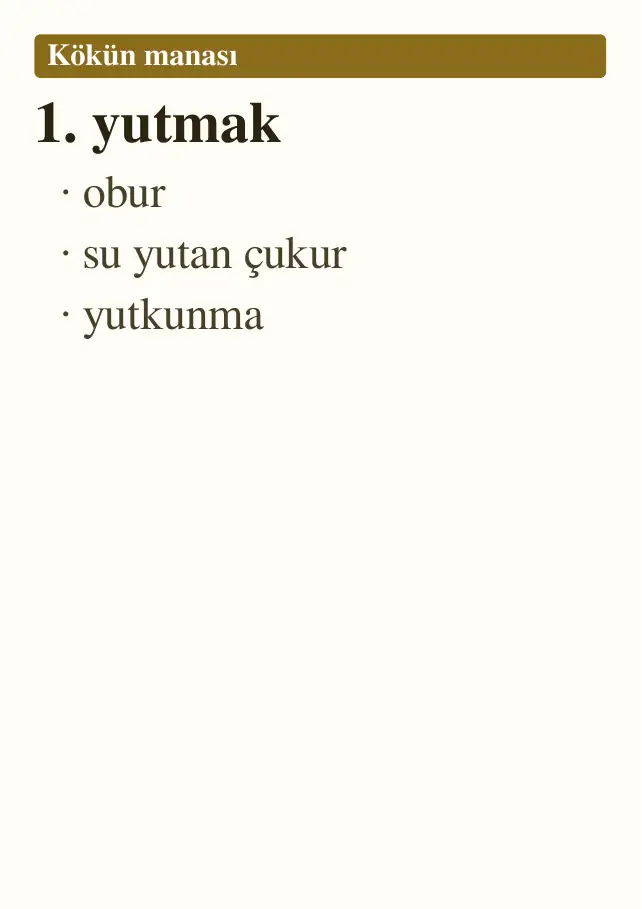 Kökün manası
1. yutmak
· obur
· su yutan çukur
· yutkunma